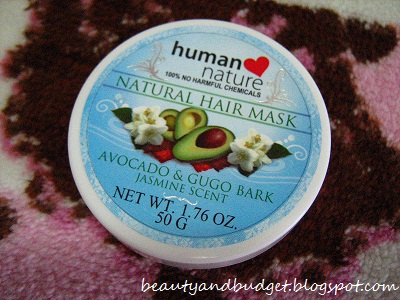 human
nature
100% NO HARMFUL CHEMICALS
NATURAL HAIR MASK
AVOCADO & GUGO BARK
JASMINE SCENT
NET WT. 1.76 OZ.
50 G
beautyandbudget.blogspot.com